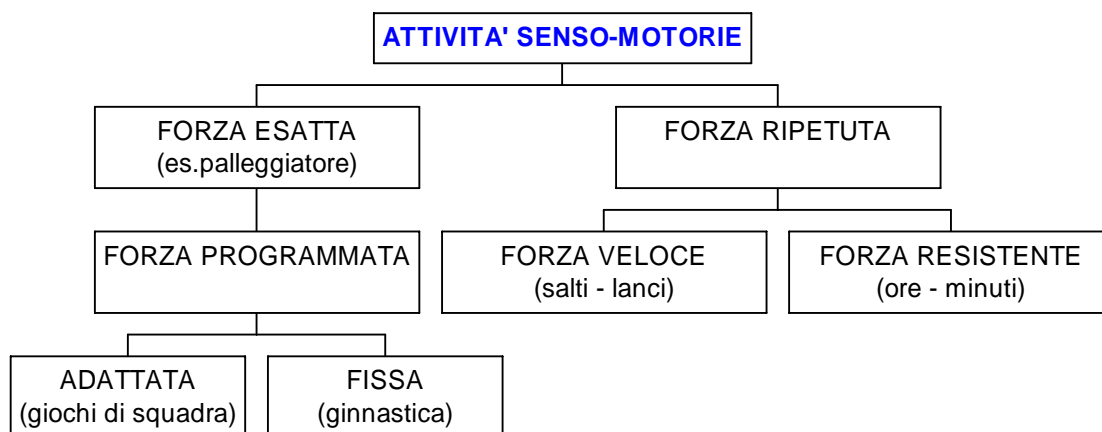 ATTIVITA' SENSO-MOTORIE
FORZA ESATTA
(es.palleggiatore)
FORZA RIPETUTA
FORZA PROGRAMMATA
FORZA VELOCE
(salti - lanci)
FORZA RESISTENTE
(ore - minuti)
ADATTATA
(giochi di squadra)
FISSA
(ginnastica)